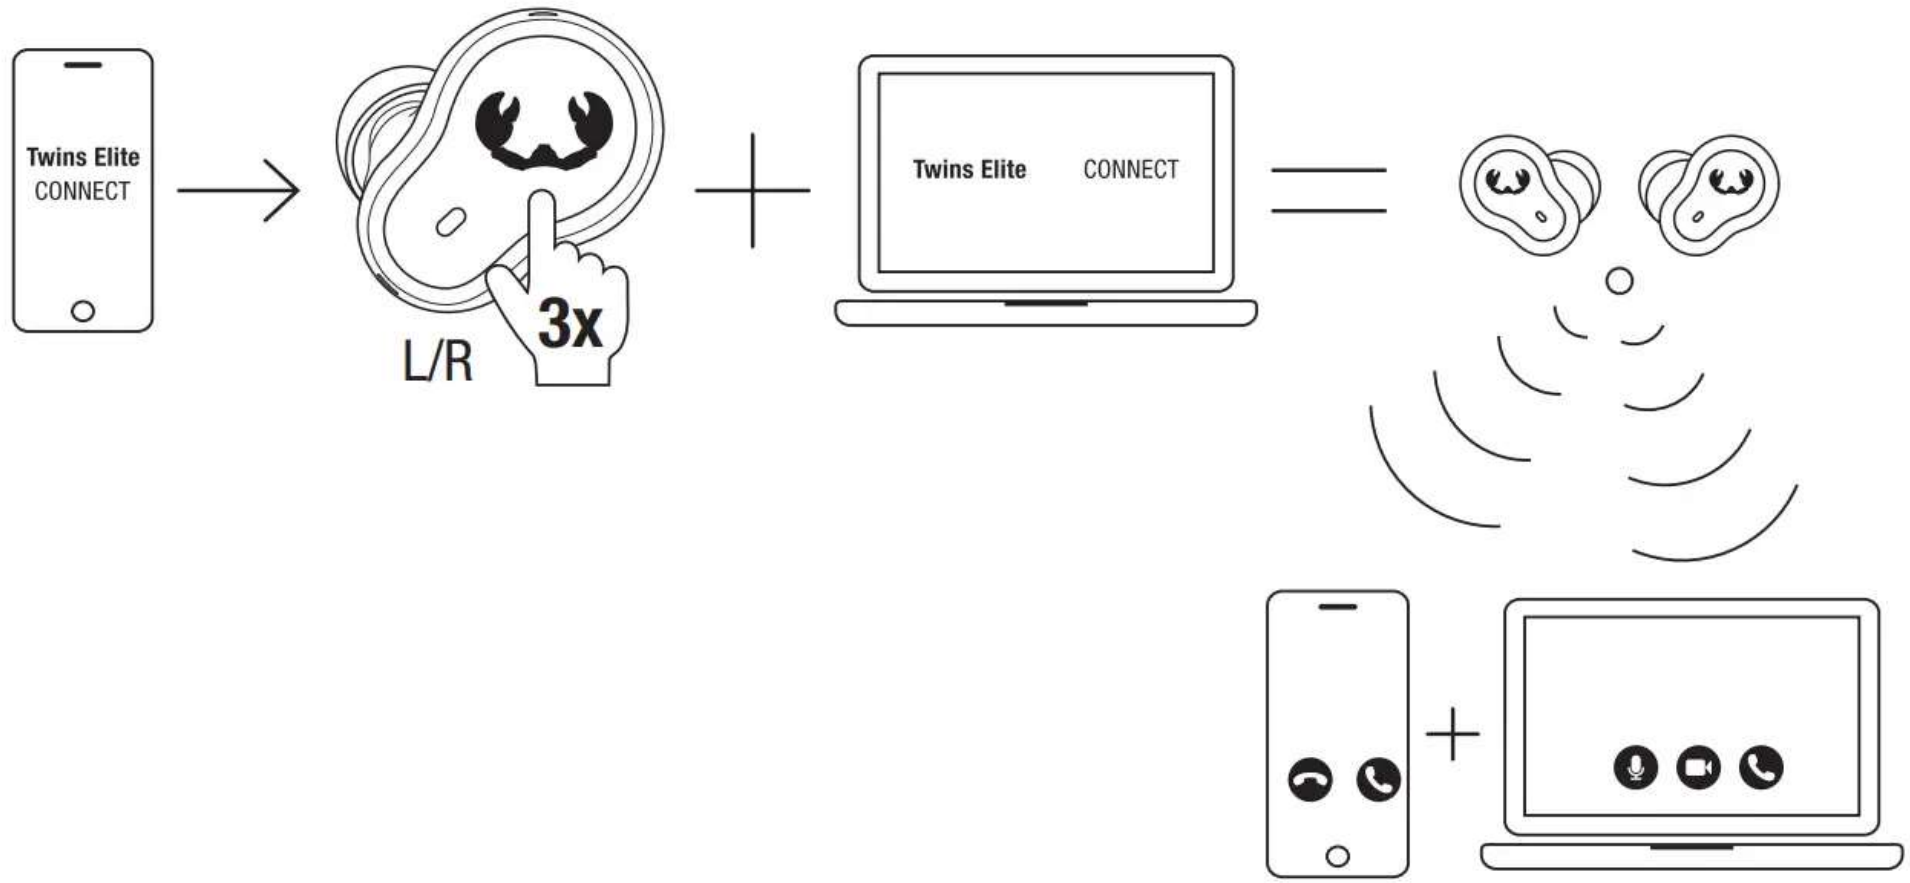 Twins Elite
CONNECT
L/R
3x
Twins Elite CONNECT